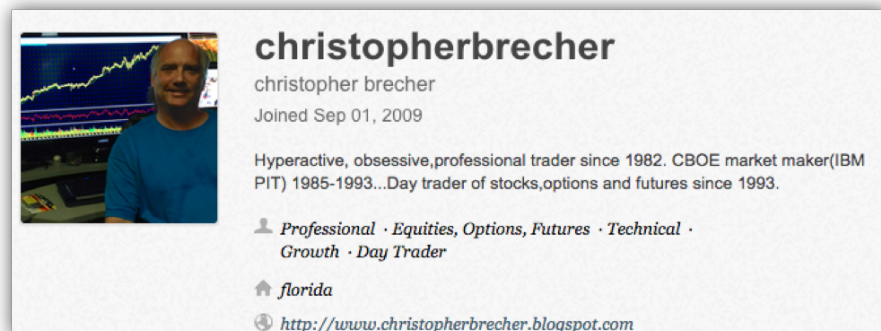 christopherbrecher
christopher brecher
Joined Sep 01, 2009
Hyperactive, obsessive,professional trader since 1982. CBOE market maker(IBM
PIT) 1985-1993...Day trader of stocks,options and futures since 1993.
Professional · Equities, Options, Futures · Technical ·
Growth · Day Trader
florida
http://www.christopherbrecher.blogspot.com